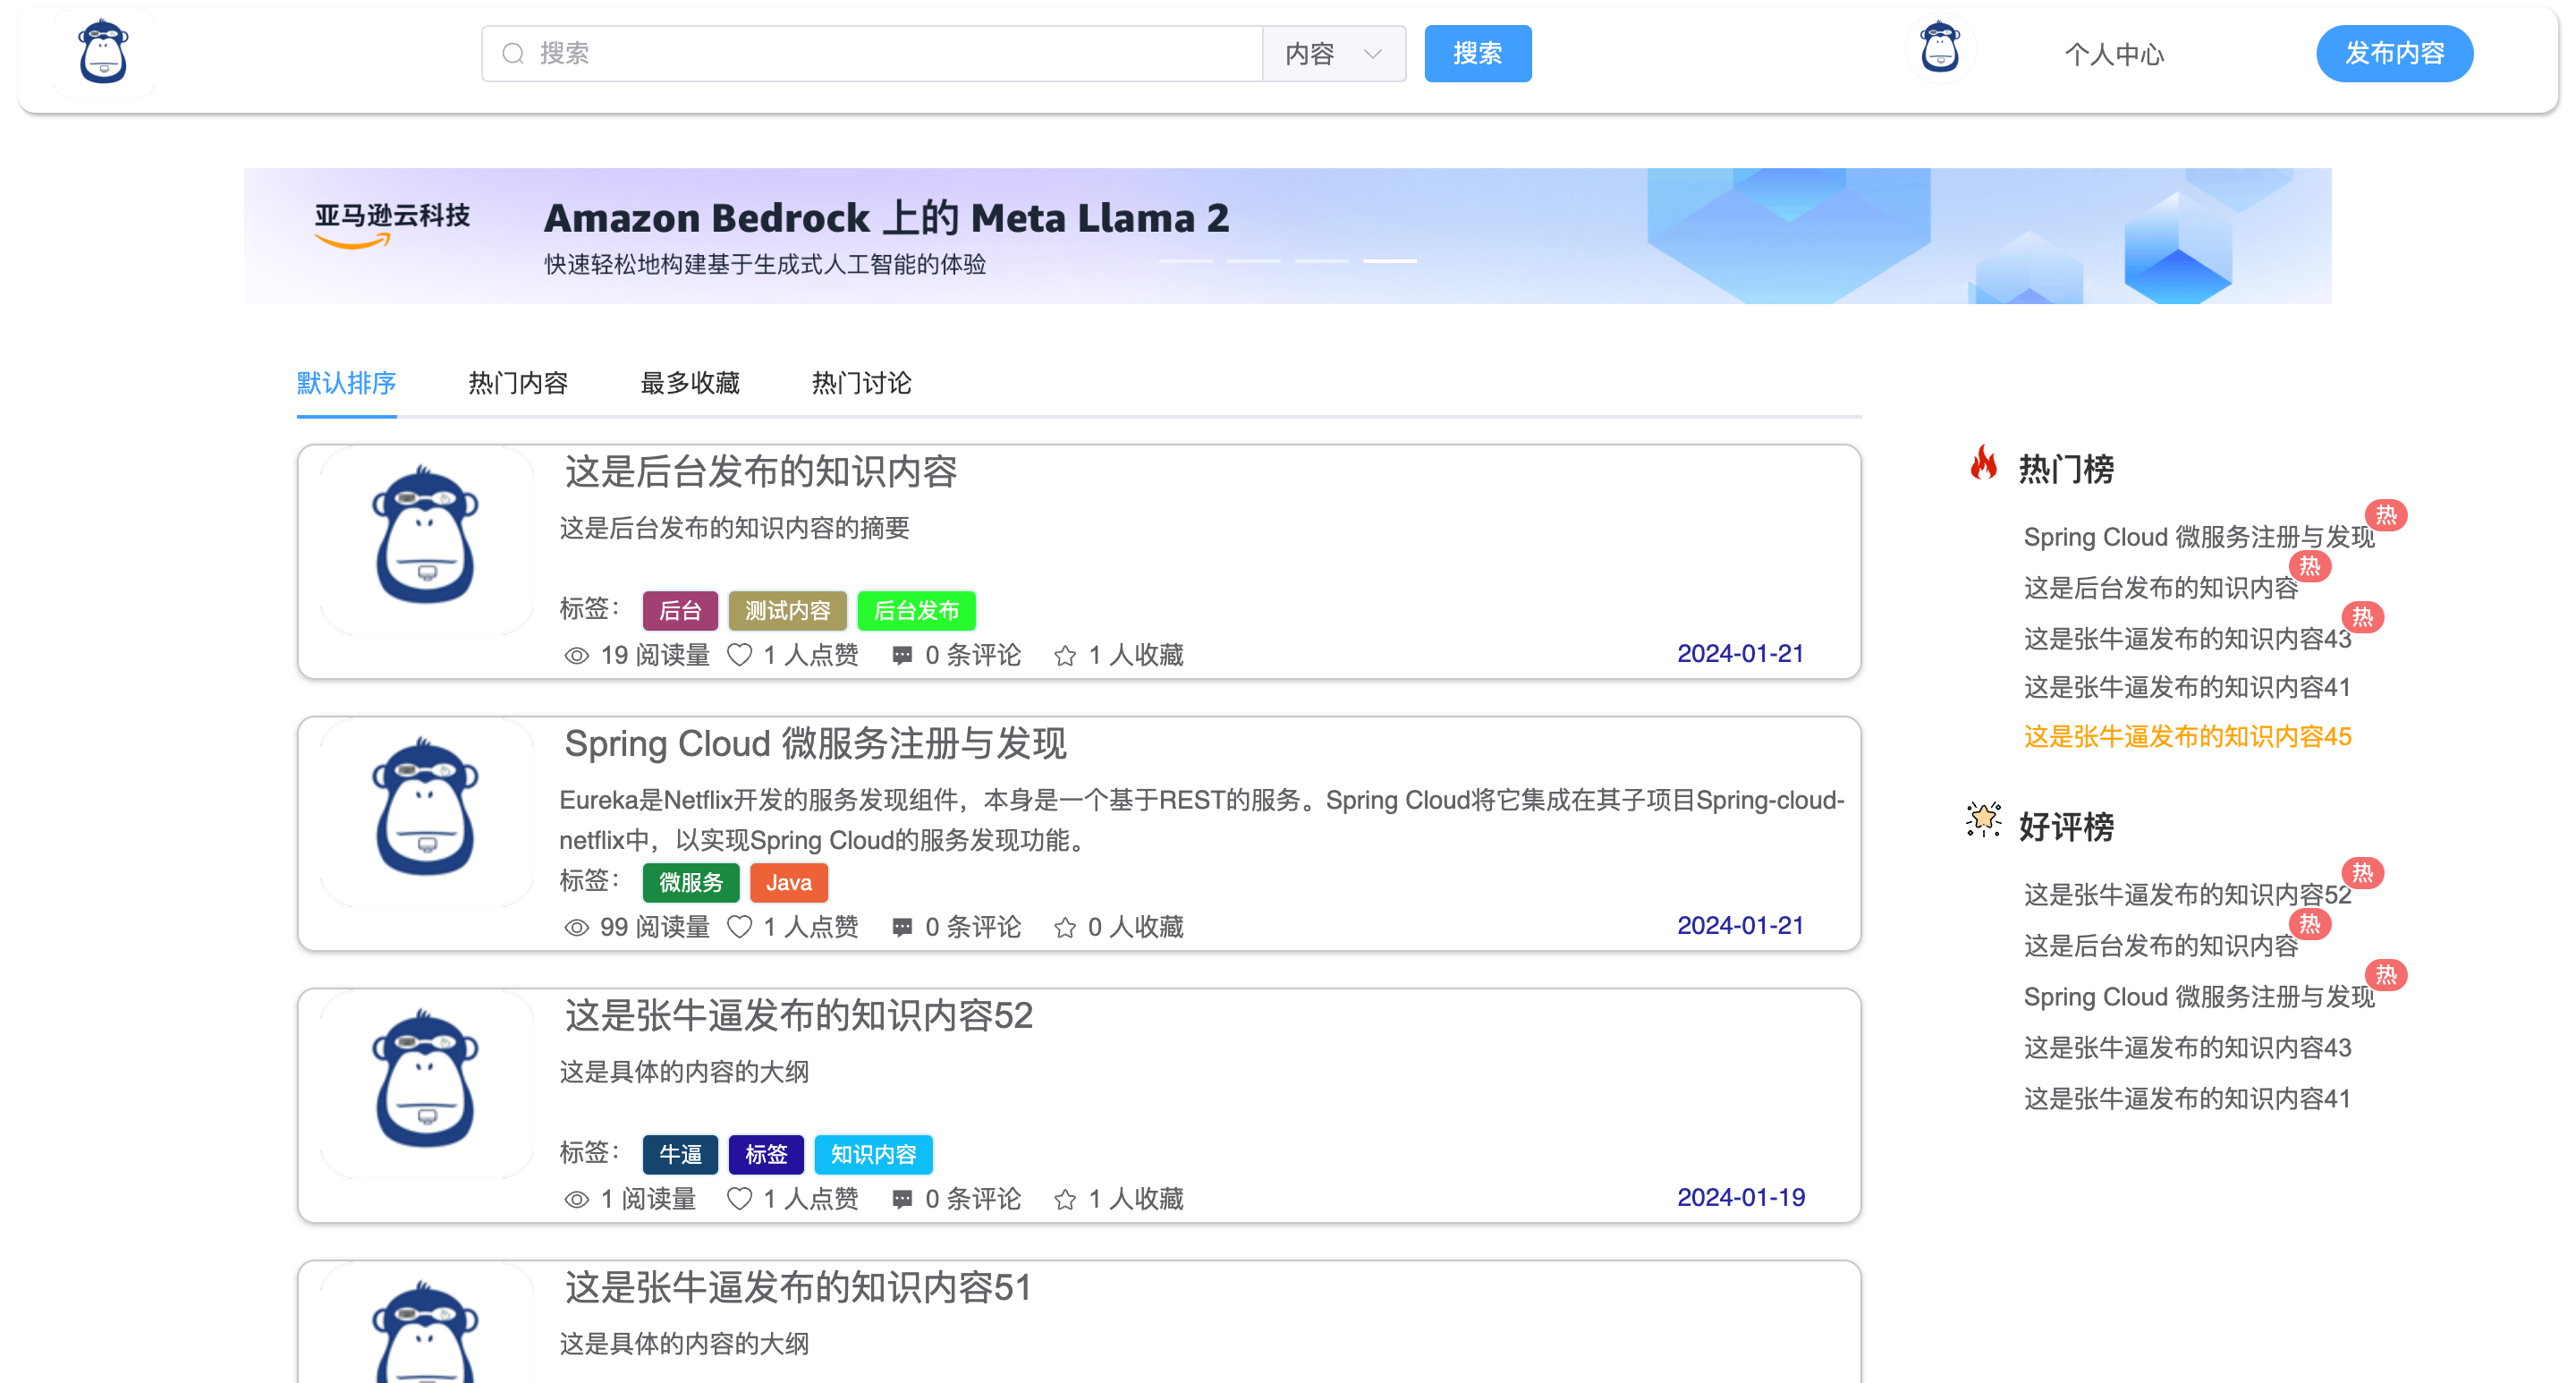 搜索
内容
搜索
个人中心
发布内容
亚马逊云科技
Amazon Bedrock 上的 Meta Llama 2
快速轻松地构建基于生成式人工智能的体验
默认排序
热门内容
最多收藏
热门讨论
这是后台发布的知识内容
这是后台发布的知识内容的摘要
标签：
后台
测试内容
后台发布
19 阅读量
1 人点赞
0 条评论
1 人收藏
2024-01-21
Spring Cloud 微服务注册与发现
Eureka是Netflix开发的服务发现组件，本身是一个基于REST的服务。Spring Cloud将它集成在其子项目Spring-cloud-
netflix中，以实现Spring Cloud的服务发现功能。
标签：
微服务
Java
99 阅读量
1 人点赞
0 条评论
0 人收藏
2024-01-21
这是张牛逼发布的知识内容52
这是具体的内容的大纲
标签：
牛逼
标签
知识内容
1 阅读量
1 人点赞
0 条评论
1 人收藏
2024-01-19
这是张牛逼发布的知识内容51
这是具体的内容的大纲
热门榜
Spring Cloud 微服务注册与发现
热
这是后台发布的知识内容
热
这是张牛逼发布的知识内容43
热
这是张牛逼发布的知识内容41
这是张牛逼发布的知识内容45
好评榜
这是张牛逼发布的知识内容52
热
这是后台发布的知识内容
热
Spring Cloud 微服务注册与发现
热
这是张牛逼发布的知识内容43
这是张牛逼发布的知识内容41